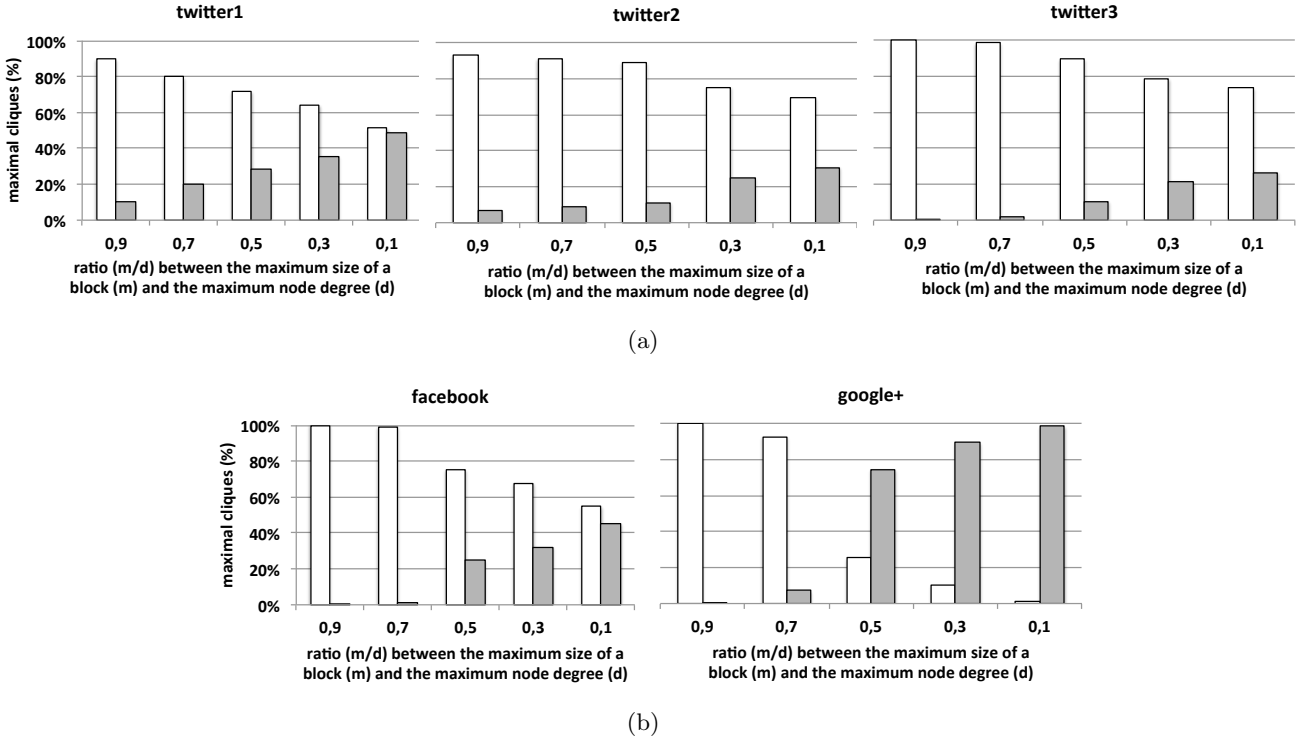 twitter1
twitter2
twitter3
maximal cliques (%)
100%
80%
60%
40%
20%
0%
0,9 0,7 0,5 0,3 0,1
0,9 0,7 0,5 0,3 0,1
0,9 0,7 0,5 0,3 0,1
ratio (m/d) between the maximum size of a
block (m) and the maximum node degree (d)
ratio (m/d) between the maximum size of a
block (m) and the maximum node degree (d)
ratio (m/d) between the maximum size of a
block (m) and the maximum node degree (d)
(a)
facebook
google+
maximal cliques (%)
100%
80%
60%
40%
20%
0%
0,9 0,7 0,5 0,3 0,1
0,9 0,7 0,5 0,3 0,1
ratio (m/d) between the maximum size of a
block (m) and the maximum node degree (d)
ratio (m/d) between the maximum size of a
block (m) and the maximum node degree (d)
(b)